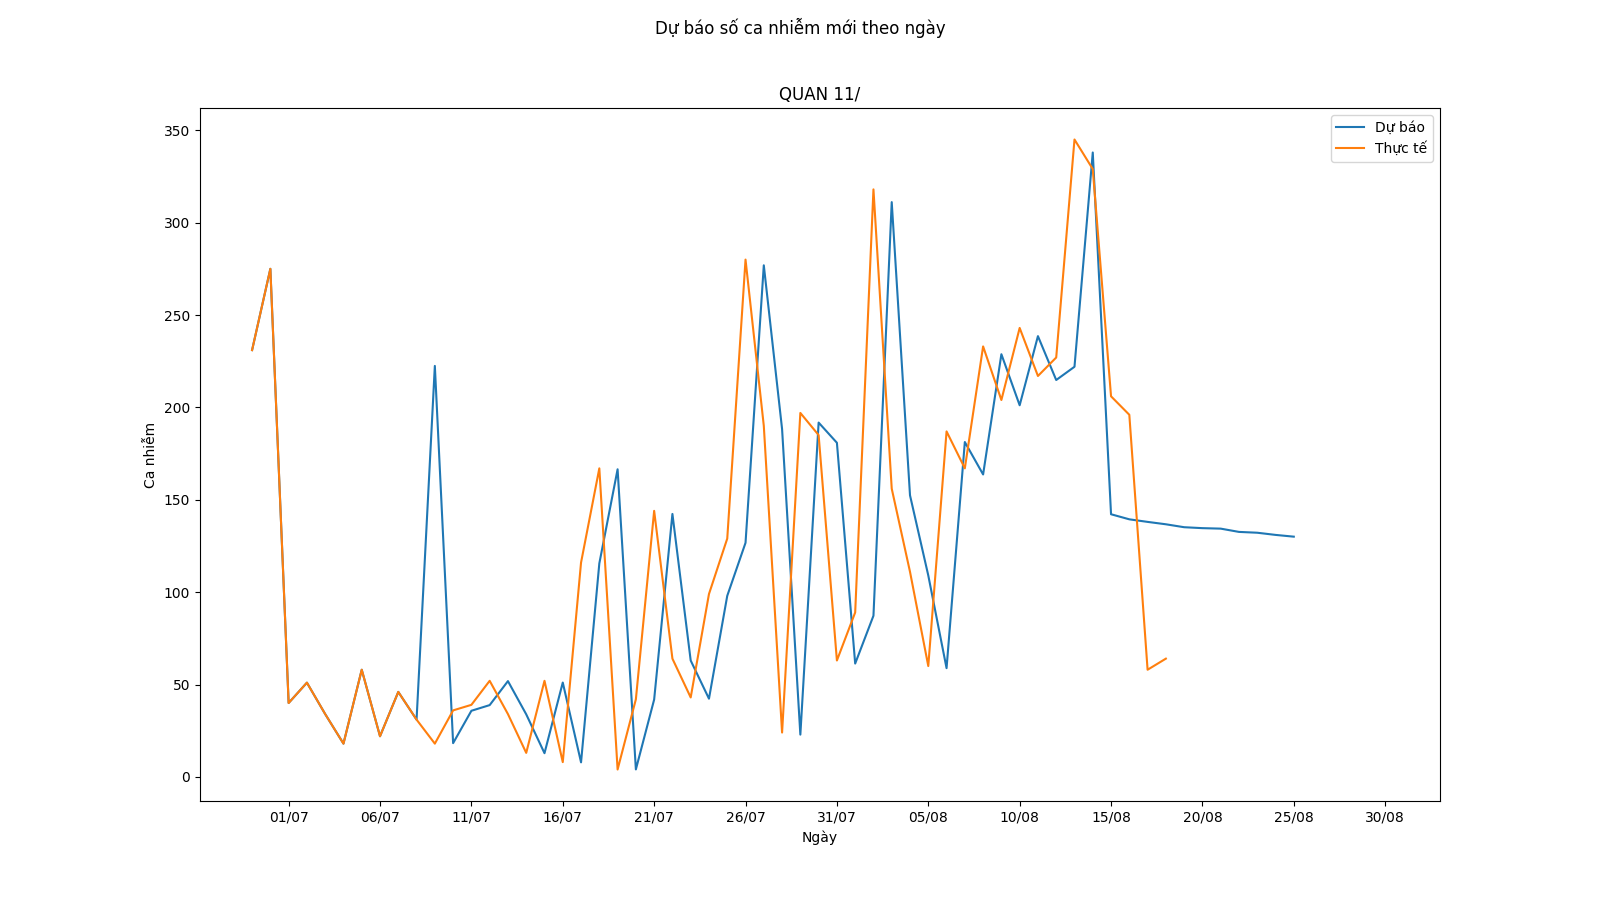 Dự báo số ca nhiễm mới theo ngày
QUAN 11/
Dự báo
Thực tế
350
300
250
200
150
100
50
0
Ca nhiễm
01/07 06/07 11/07 16/07 21/07 26/07 31/07 05/08 10/08 15/08 20/08 25/08 30/08
Ngày